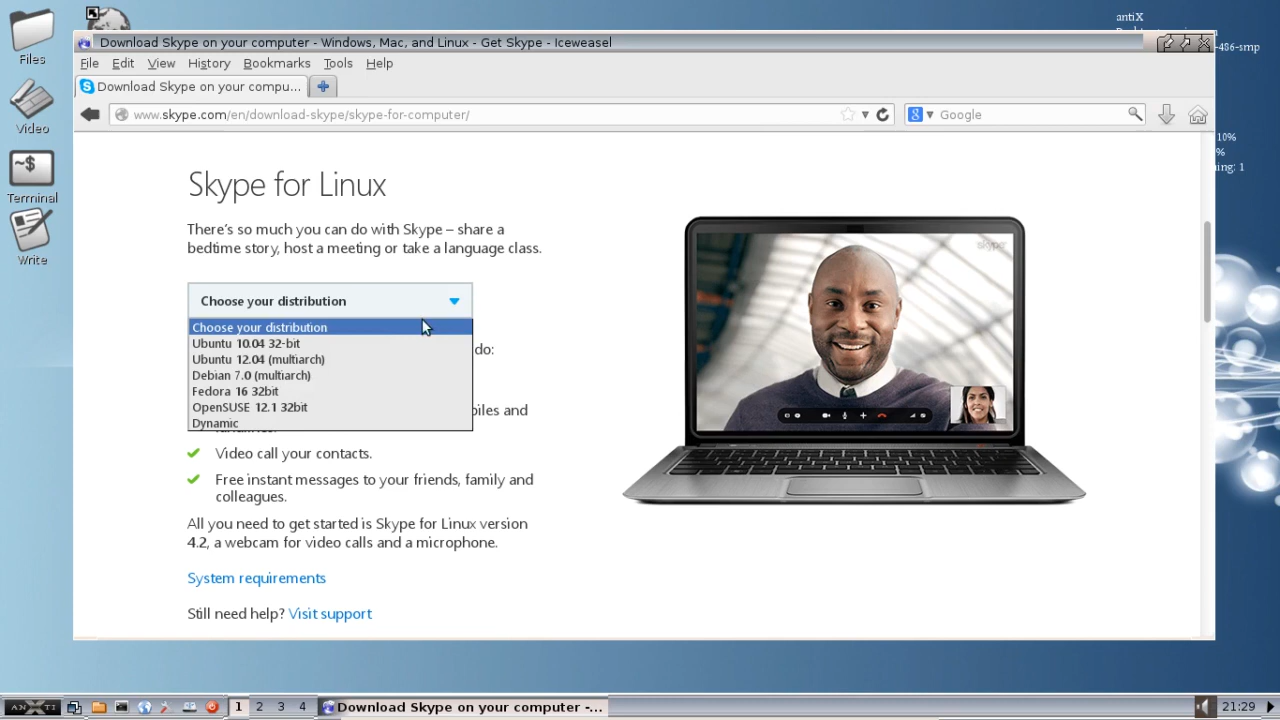 antiX
-486-smp
Files
Video
~$
Terminal
Write
10%
%
ing: 1
Download Skype on your computer - Windows, Mac, and Linux - Get Skype - Iceweasel
File Edit View History Bookmarks Tools Help
Download Skype on your compu...
www.skype.com/en/download-skype/skype-for-computer/
Google
Skype for Linux
There's so much you can do with Skype – share a
bedtime story, host a meeting or take a language class.
Choose your distribution
Choose your distribution
Ubuntu 10.04 32-bit
Ubuntu 12.04 (multiarch)
Debian 7.0 (multiarch)
Fedora 16 32bit
OpenSUSE 12.1 32bit
Dynamic
do:
biles and
Video call your contacts.
Free instant messages to your friends, family and
colleagues.
All you need to get started is Skype for Linux version
4.2, a webcam for video calls and a microphone.
System requirements
Still need help? Visit support
skype
ANXTI
1 2 3 4
Download Skype on your computer -...
21:29